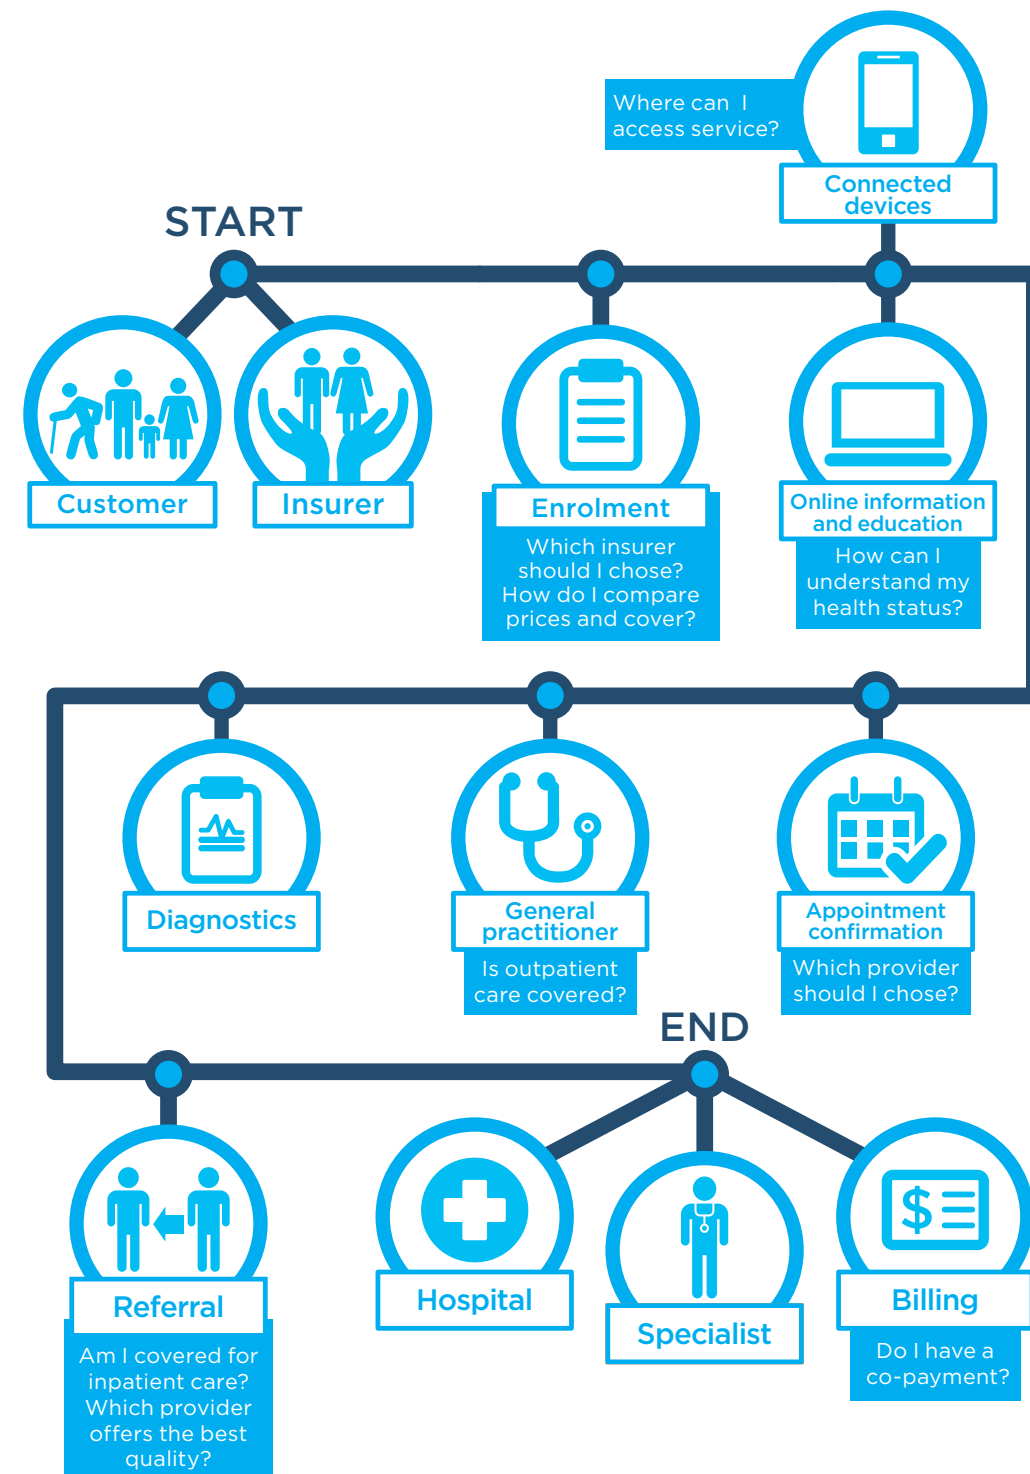 Where can I
access service?
Connected
devices
START
Customer
Insurer
Enrolment
Which insurer
should I chose?
How do I compare
prices and cover?
Online information
and education
How can I
understand my
health status?
Diagnostics
General
practitioner
Is outpatient
care covered?
Appointment
confirmation
Which provider
should I chose?
END
Referral
Am I covered for
inpatient care?
Which provider
offers the best
quality?
Hospital
Specialist
$
Billing
Do I have a
co-payment?